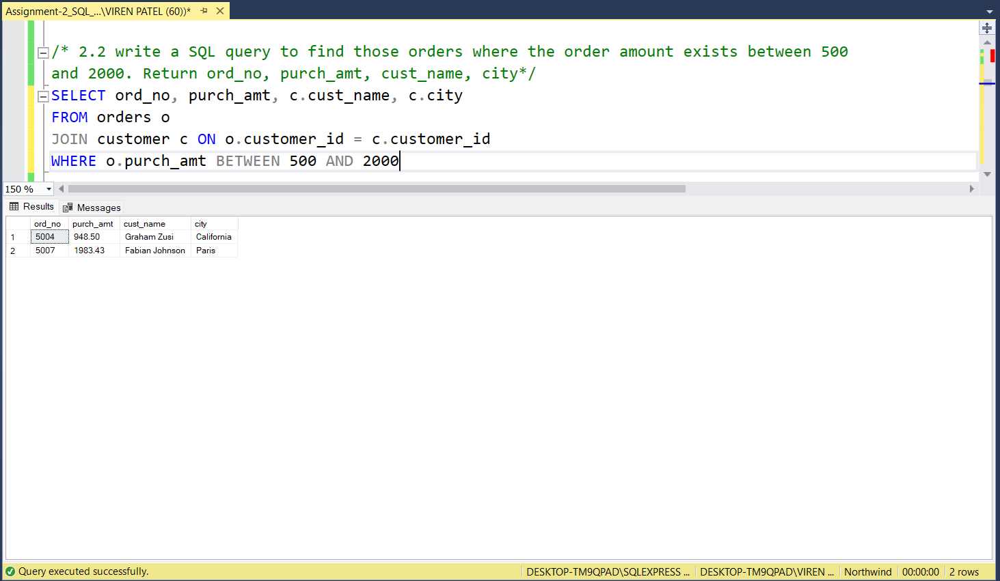 Assignment-2_SQL_...\VIREN PATEL (60))*
/* 2.2 write a SQL query to find those orders where the order amount exists between 500
and 2000. Return ord_no, purch_amt, cust_name, city*/
SELECT ord_no, purch_amt, c.cust_name, c.city
FROM orders o
JOIN customer c ON o.customer_id = c.customer_id
WHERE o.purch_amt BETWEEN 500 AND 2000
150 %
Results Messages
ord_no purch_amt cust_name city
1 5004 948.50 Graham Zusi California
2 5007 1983.43 Fabian Johnson Paris
Query executed successfully. DESKTOP-TM9QPAD\SQLEXPRESS ... DESKTOP-TM9QPAD\VIREN ... Northwind 00:00:00 2 rows